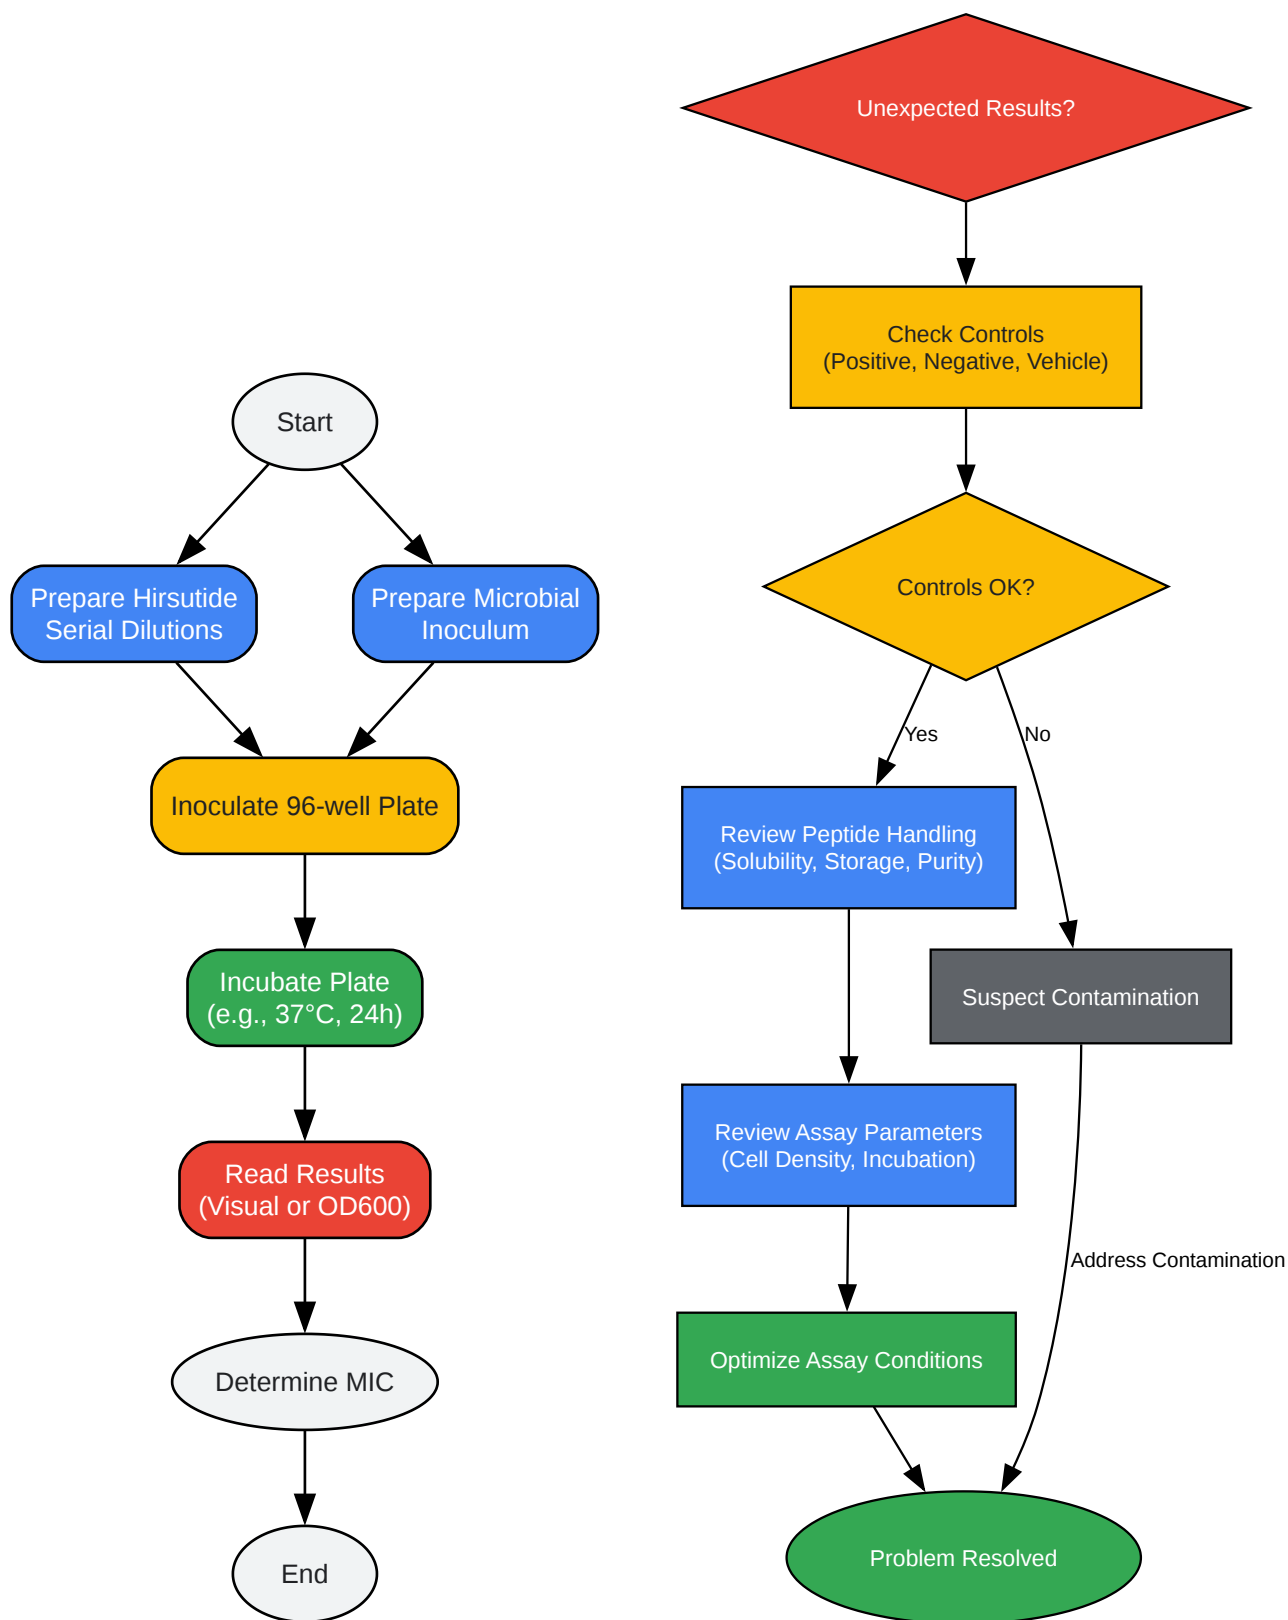 Start
Prepare Hirsutide
Serial Dilutions
Prepare Microbial
Inoculum
Inoculate 96-well Plate
Incubate Plate
(e.g., 37°C, 24h)
Read Results
(Visual or OD600)
Determine MIC
End
Unexpected Results?
Check Controls
(Positive, Negative, Vehicle)
Controls OK?
Yes
No
Review Peptide Handling
(Solubility, Storage, Purity)
Suspect Contamination
Review Assay Parameters
(Cell Density, Incubation)
Address Contamination
Optimize Assay Conditions
Problem Resolved